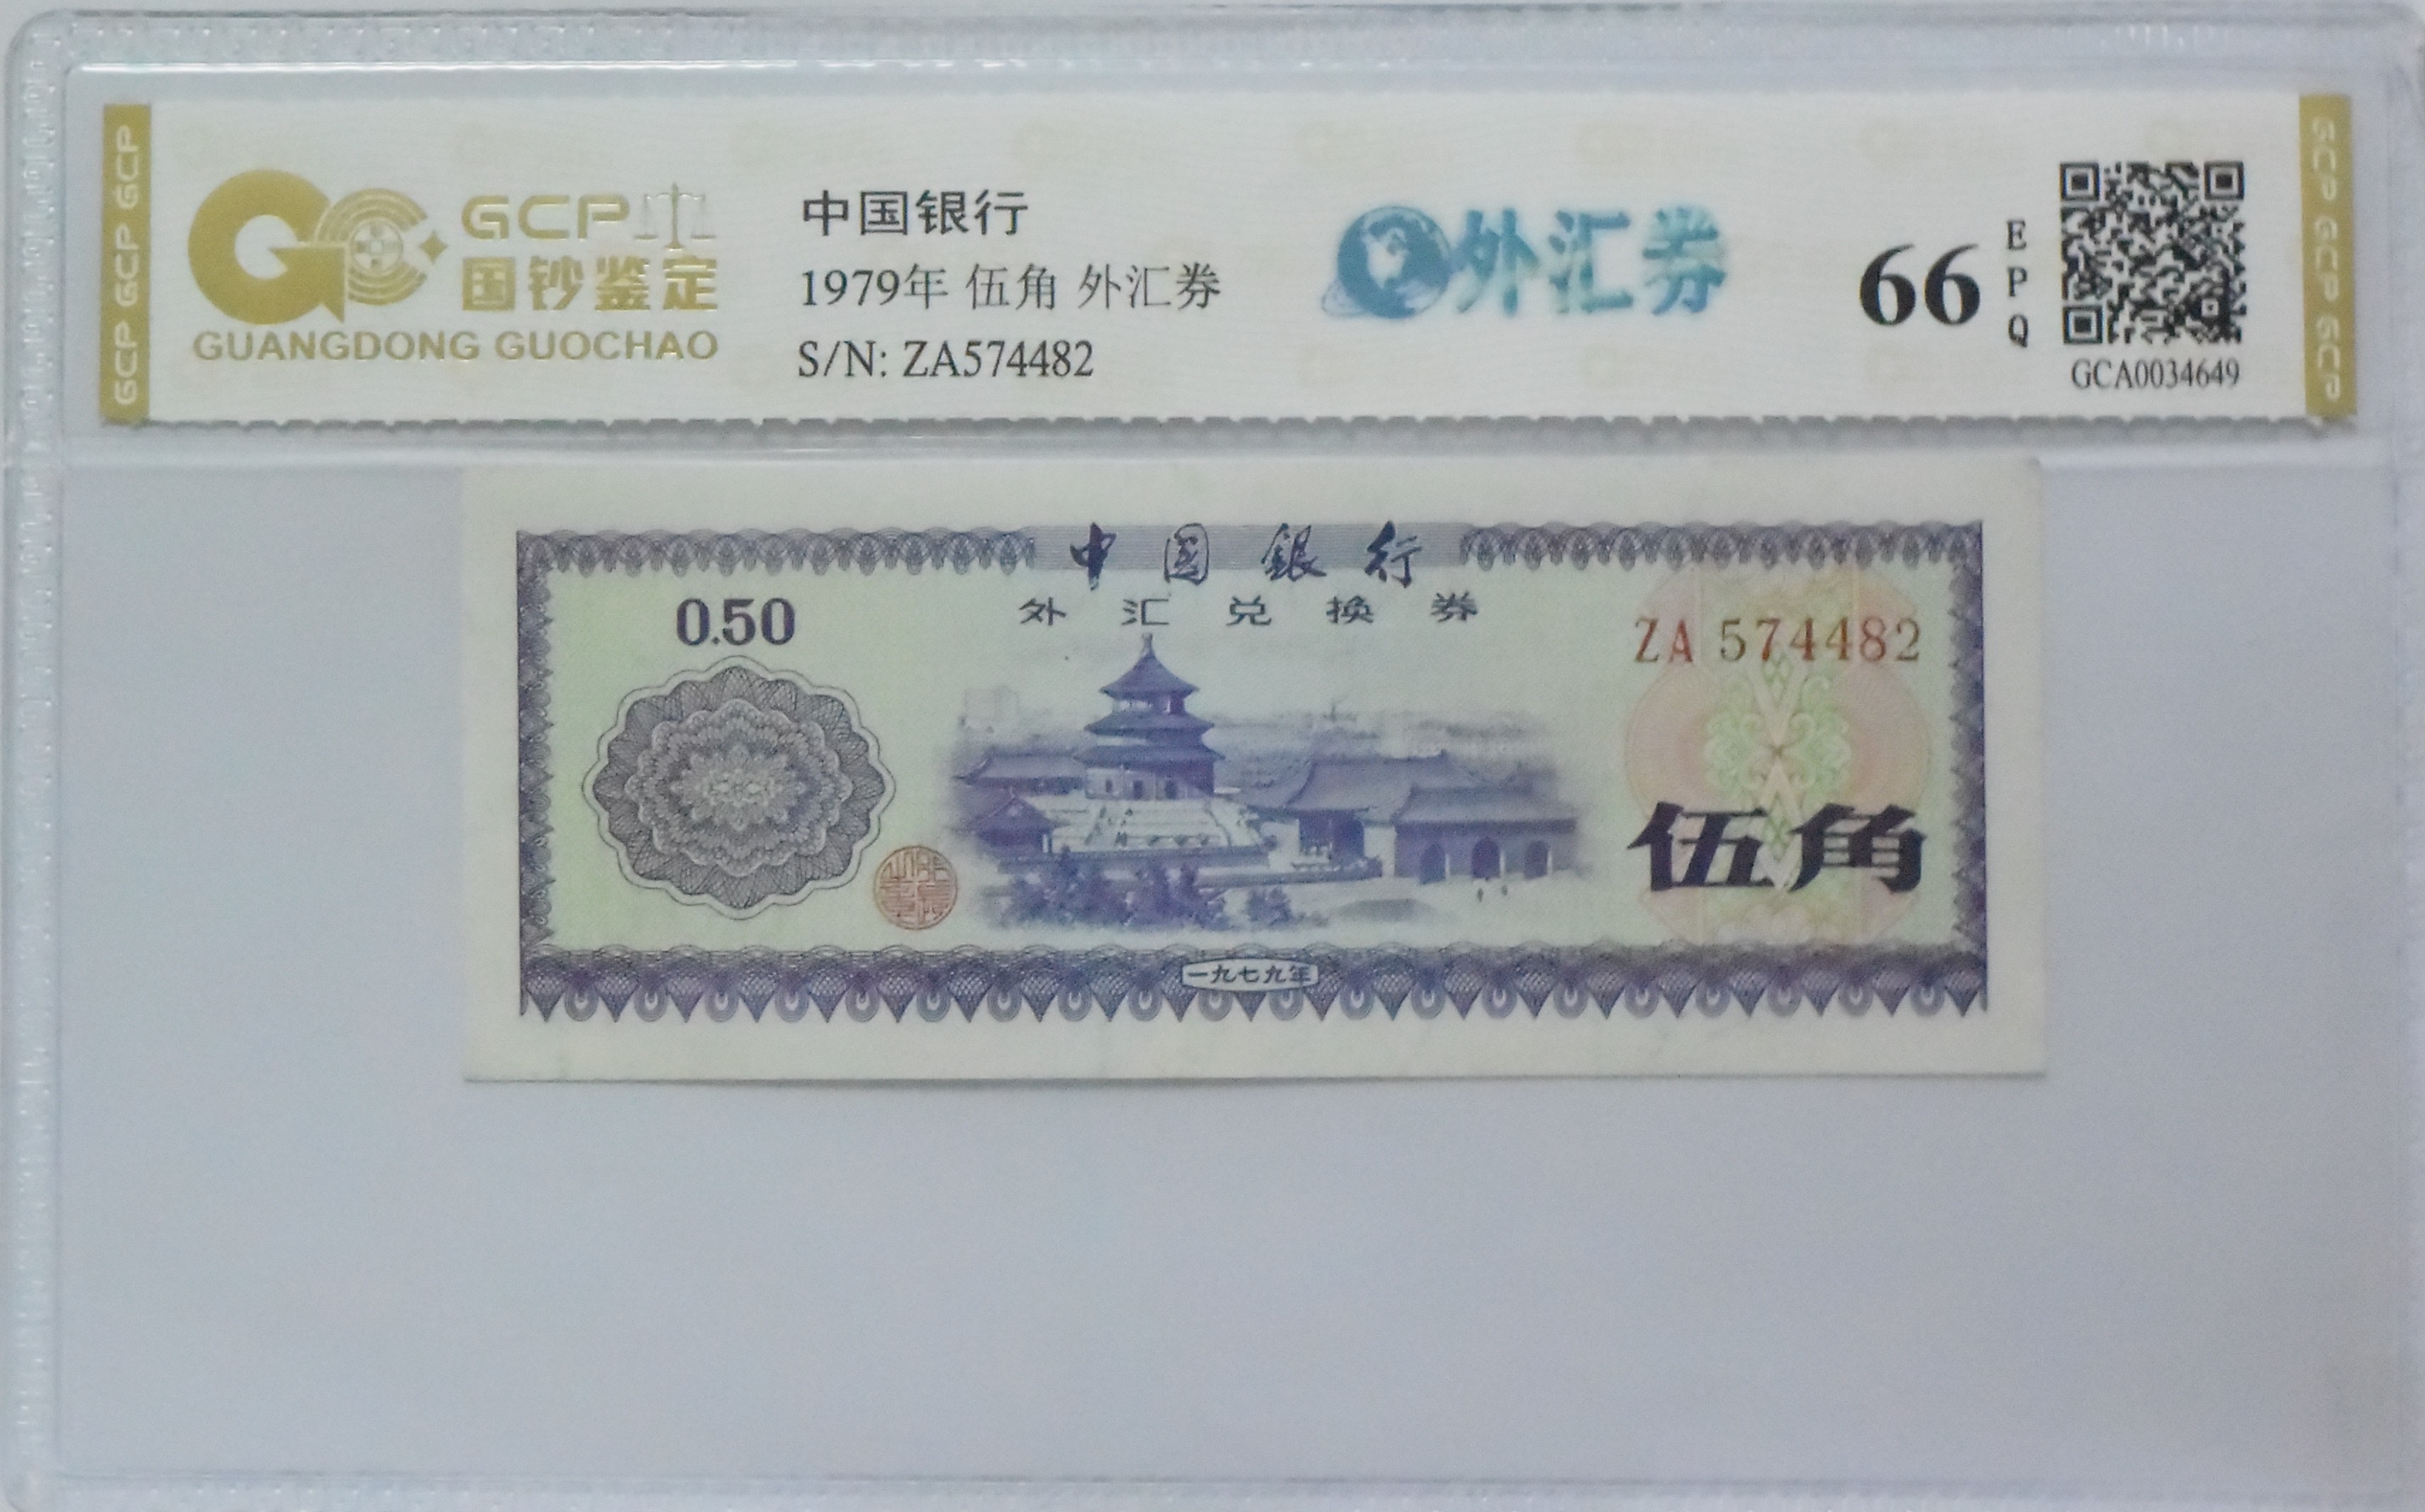 GCP GCP GCP
GCP
国钞鉴定
GUANGDONG GUOCHAO
中国银行
1979年 伍角 外汇券
S/N: ZA574482
外汇券
66
EPQ
GCA0034649
GCP GCP GCP
中国銀行
外汇兑换券
0.50
ZA 574482
伍角
一九七九年